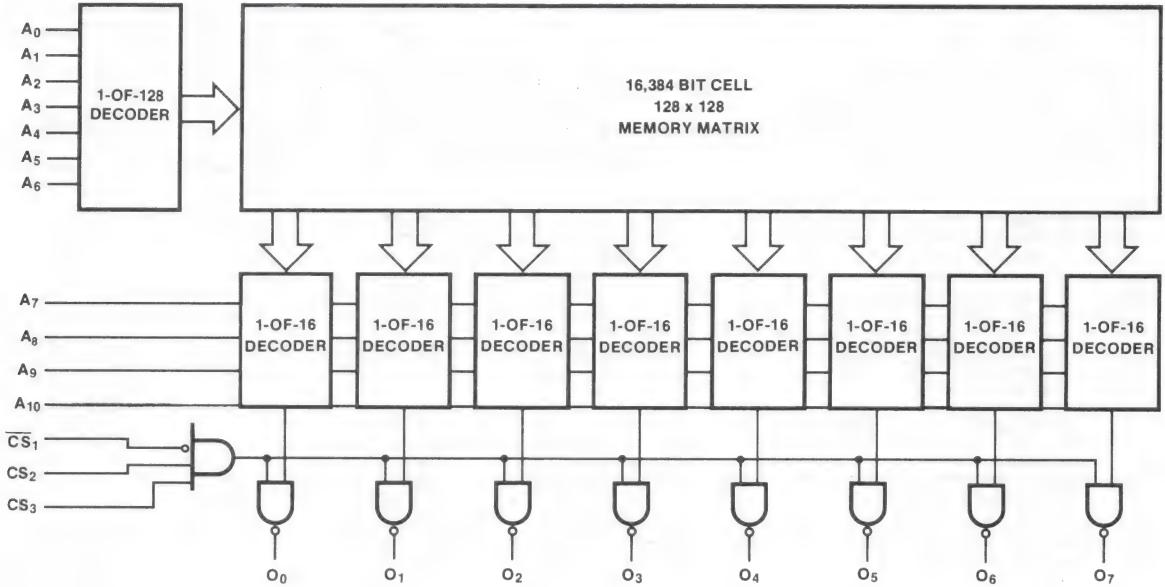 A0
A1
A2
A3
A4
A5
A6
1-OF-128
DECODER
16,384 BIT CELL
128 x 128
MEMORY MATRIX
A7
A8
A9
A10
1-OF-16
DECODER
1-OF-16
DECODER
1-OF-16
DECODER
1-OF-16
DECODER
1-OF-16
DECODER
1-OF-16
DECODER
1-OF-16
DECODER
1-OF-16
DECODER
C̅S̅1
CS2
CS3
O0
O1
O2
O3
O4
O5
O6
O7